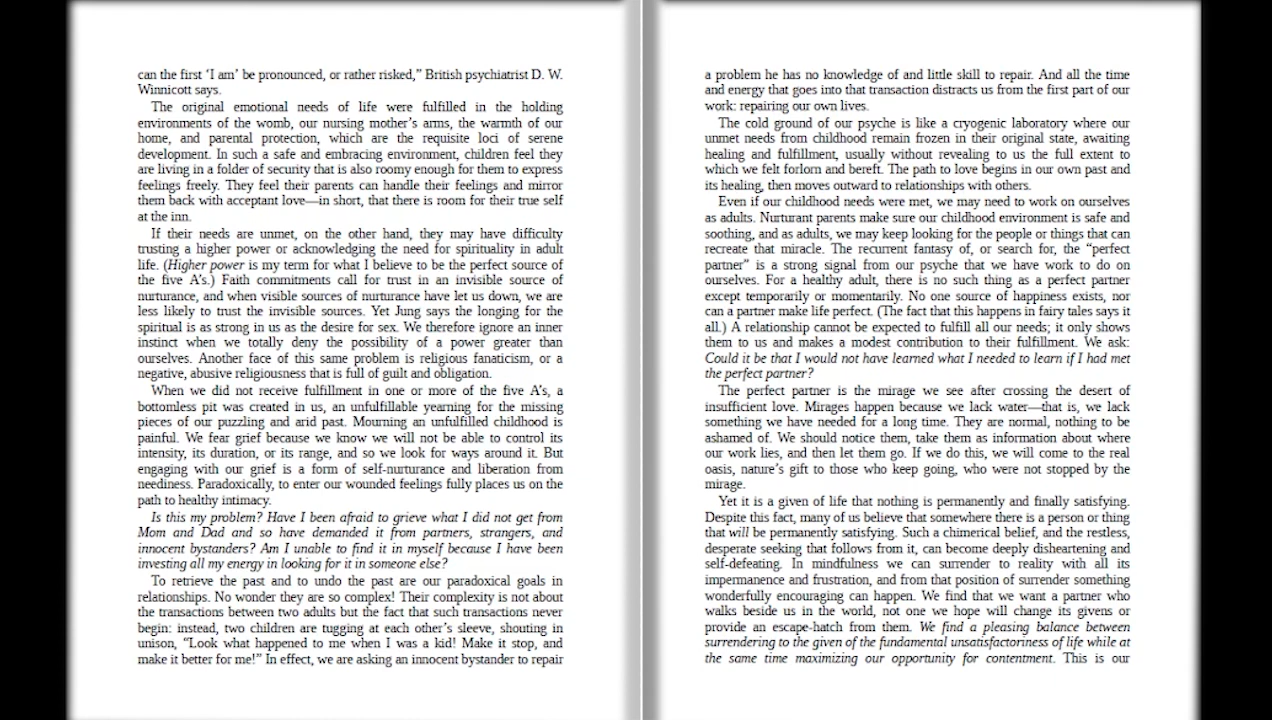 can the first ‘I am’ be pronounced, or rather risked,” British psychiatrist D. W.
Winnicott says.
The original emotional needs of life were fulfilled in the holding
environments of the womb, our nursing mother’s arms, the warmth of our
home, and parental protection, which are the requisite loci of serene
development. In such a safe and embracing environment, children feel they
are living in a folder of security that is also roomy enough for them to express
feelings freely. They feel their parents can handle their feelings and mirror
them back with acceptant love—in short, that there is room for their true self
at the inn.
If their needs are unmet, on the other hand, they may have difficulty
trusting a higher power or acknowledging the need for spirituality in adult
life. (Higher power is my term for what I believe to be the perfect source of
the five A’s.) Faith commitments call for trust in an invisible source of
nurturance, and when visible sources of nurturance have let us down, we are
less likely to trust the invisible sources. Yet Jung says the longing for the
spiritual is as strong in us as the desire for sex. We therefore ignore an inner
instinct when we totally deny the possibility of a power greater than
ourselves. Another face of this same problem is religious fanaticism, or a
negative, abusive religiousness that is full of guilt and obligation.
When we did not receive fulfillment in one or more of the five A’s, a
bottomless pit was created in us, an unfulfillable yearning for the missing
pieces of our puzzling and arid past. Mourning an unfulfilled childhood is
painful. We fear grief because we know we will not be able to control its
intensity, its duration, or its range, and so we look for ways around it. But
engaging with our grief is a form of self-nurturance and liberation from
neediness. Paradoxically, to enter our wounded feelings fully places us on the
path to healthy intimacy.
Is this my problem? Have I been afraid to grieve what I did not get from
Mom and Dad and so have demanded it from partners, strangers, and
innocent bystanders? Am I unable to find it in myself because I have been
investing all my energy in looking for it in someone else?
To retrieve the past and to undo the past are our paradoxical goals in
relationships. No wonder they are so complex! Their complexity is not about
the transactions between two adults but the fact that such transactions never
begin: instead, two children are tugging at each other’s sleeve, shouting in
unison, “Look what happened to me when I was a kid! Make it stop, and
make it better for me!” In effect, we are asking an innocent bystander to repair
a problem he has no knowledge of and little skill to repair. And all the time
and energy that goes into that transaction distracts us from the first part of our
work: repairing our own lives.
The cold ground of our psyche is like a cryogenic laboratory where our
unmet needs from childhood remain frozen in their original state, awaiting
healing and fulfillment, usually without revealing to us the full extent to
which we felt forlorn and bereft. The path to love begins in our own past and
its healing, then moves outward to relationships with others.
Even if our childhood needs were met, we may need to work on ourselves
as adults. Nurturant parents make sure our childhood environment is safe and
soothing, and as adults, we may keep looking for the people or things that can
recreate that miracle. The recurrent fantasy of, or search for, the “perfect
partner” is a strong signal from our psyche that we have work to do on
ourselves. For a healthy adult, there is no such thing as a perfect partner
except temporarily or momentarily. No one source of happiness exists, nor
can a partner make life perfect. (The fact that this happens in fairy tales says it
all.) A relationship cannot be expected to fulfill all our needs; it only shows
them to us and makes a modest contribution to their fulfillment. We ask:
Could it be that I would not have learned what I needed to learn if I had met
the perfect partner?
The perfect partner is the mirage we see after crossing the desert of
insufficient love. Mirages happen because we lack water—that is, we lack
something we have needed for a long time. They are normal, nothing to be
ashamed of. We should notice them, take them as information about where
our work lies, and then let them go. If we do this, we will come to the real
oasis, nature’s gift to those who keep going, who were not stopped by the
mirage.
Yet it is a given of life that nothing is permanently and finally satisfying.
Despite this fact, many of us believe that somewhere there is a person or thing
that will be permanently satisfying. Such a chimerical belief, and the restless,
desperate seeking that follows from it, can become deeply disheartening and
self-defeating. In mindfulness we can surrender to reality with all its
impermanence and frustration, and from that position of surrender something
wonderfully encouraging can happen. We find that we want a partner who
walks beside us in the world, not one we hope will change its givens or
provide an escape-hatch from them. We find a pleasing balance between
surrendering to the given of the fundamental unsatisfactoriness of life while at
the same time maximizing our opportunity for contentment. This is our